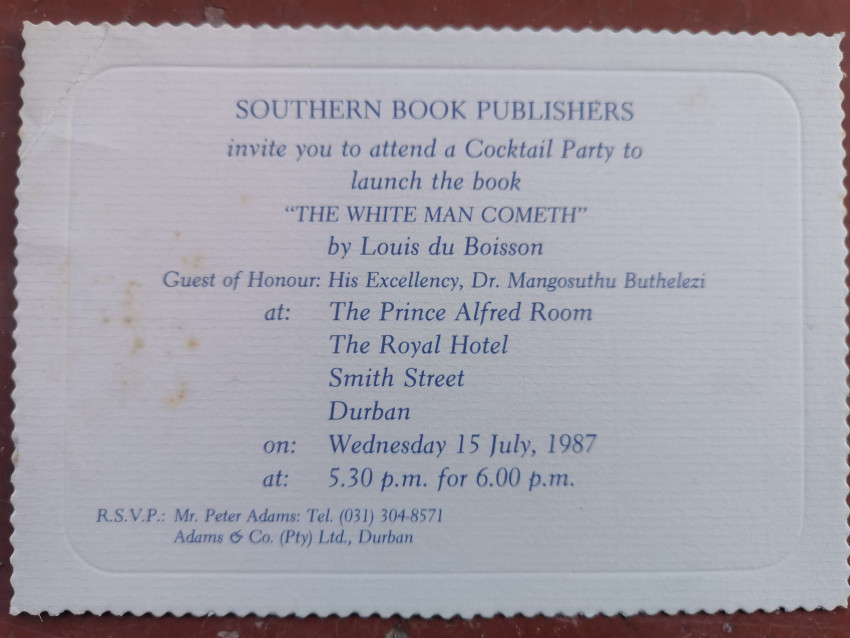 SOUTHERN BOOK PUBLISHERS
invite you to attend a Cocktail Party to
launch the book
“THE WHITE MAN COMETH”
by Louis du Boisson
Guest of Honour: His Excellency, Dr. Mangosuthu Buthelezi
at: The Prince Alfred Room
The Royal Hotel
Smith Street
Durban
on: Wednesday 15 July, 1987
at: 5.30 p.m. for 6.00 p.m.
R.S.V.P.: Mr. Peter Adams: Tel. (031) 304-8571
Adams & Co. (Pty) Ltd., Durban